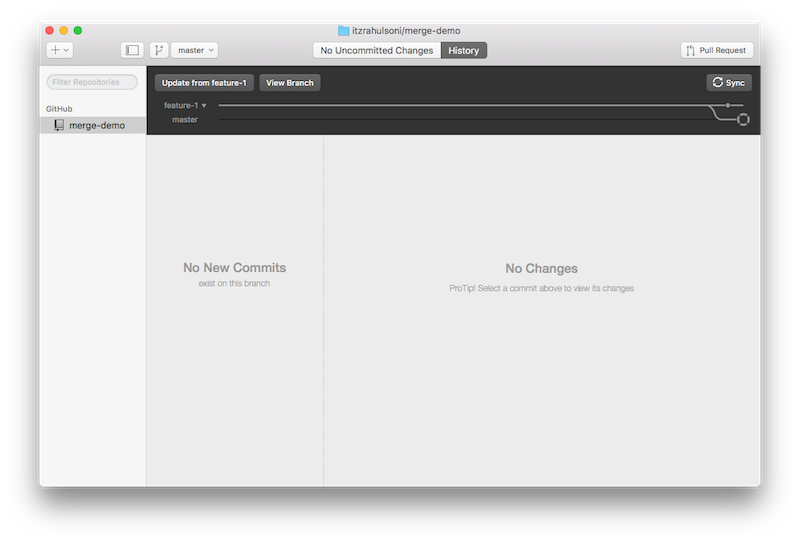 itzrahulsoni/merge-demo
master
No Uncommitted Changes
History
Pull Request
Filter Repositories
Update from feature-1
View Branch
Sync
GitHub
feature-1
master
merge-demo
No New Commits
exist on this branch
No Changes
ProTip! Select a commit above to view its changes